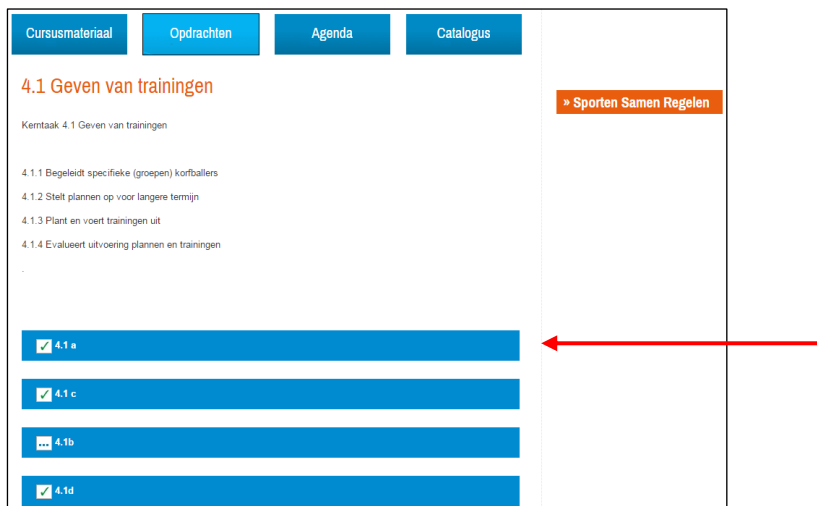 Cursusmateriaal Opdrachten Agenda Catalogus
4.1 Geven van trainingen
» Sporten Samen Regelen
Kerntaak 4.1 Geven van trainingen
4.1.1 Begeleidt specifieke (groepen) korfballers
4.1.2 Stelt plannen op voor langere termijn
4.1.3 Plant en voert trainingen uit
4.1.4 Evalueert uitvoering plannen en trainingen
.
4.1 a
4.1 c
... 4.1b
4.1d